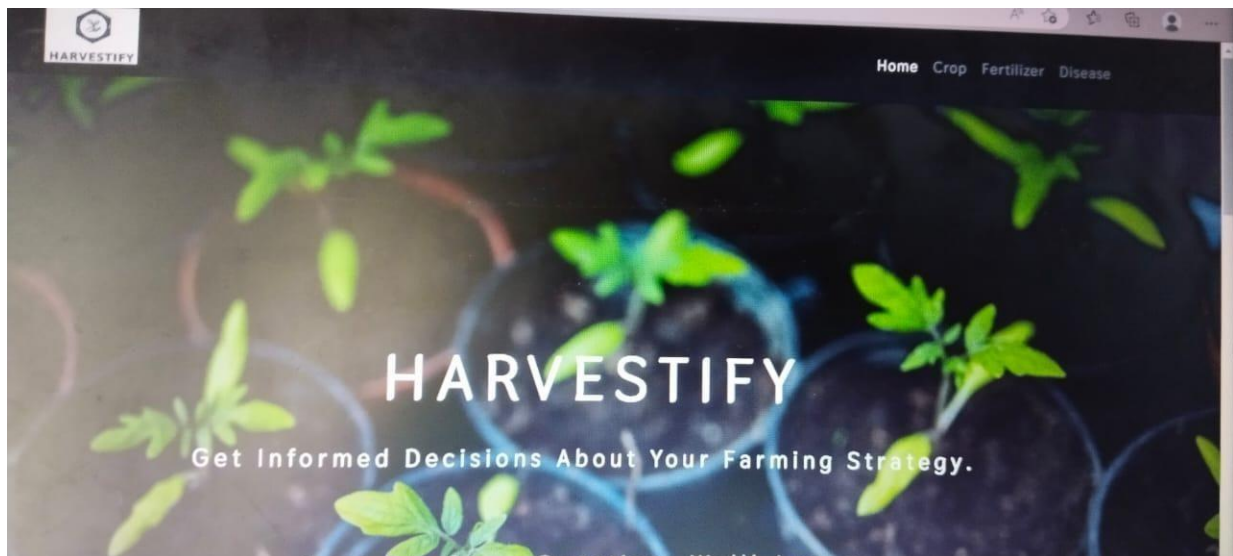 HARVESTIFY
Home Crop Fertilizer Disease
HARVESTIFY
Get Informed Decisions About Your Farming Strategy.